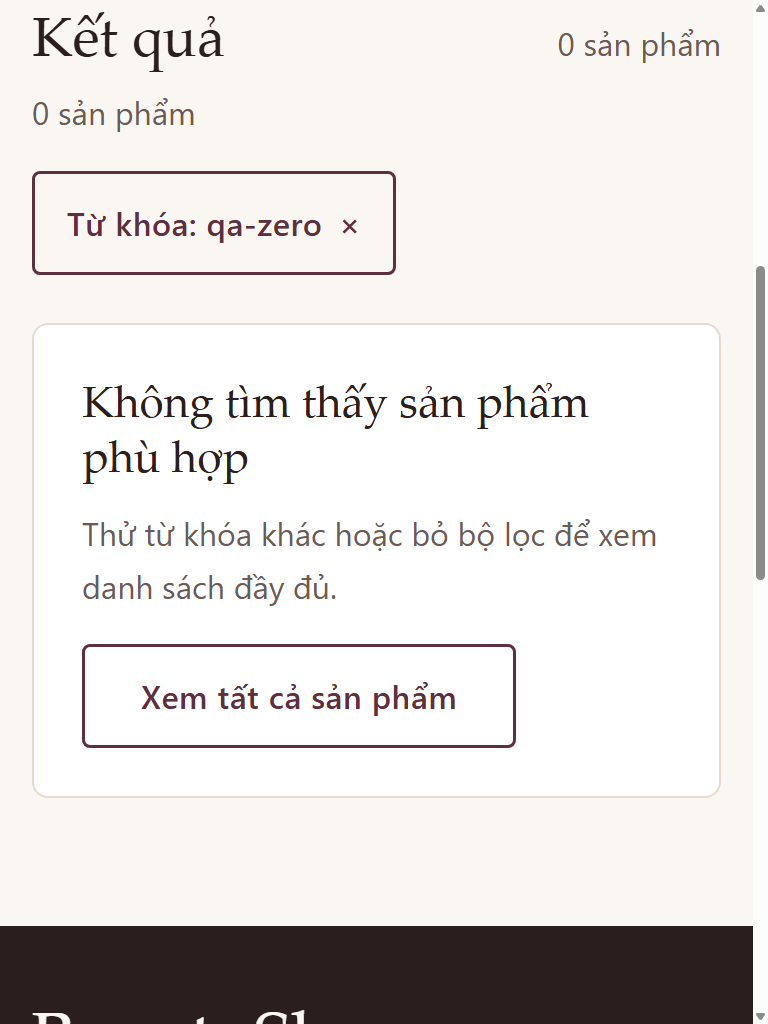 Kết quả
0 sản phẩm
0 sản phẩm
Từ khóa: qa-zero ×
Không tìm thấy sản phẩm
phù hợp
Thử từ khóa khác hoặc bỏ bộ lọc để xem
danh sách đầy đủ.
Xem tất cả sản phẩm